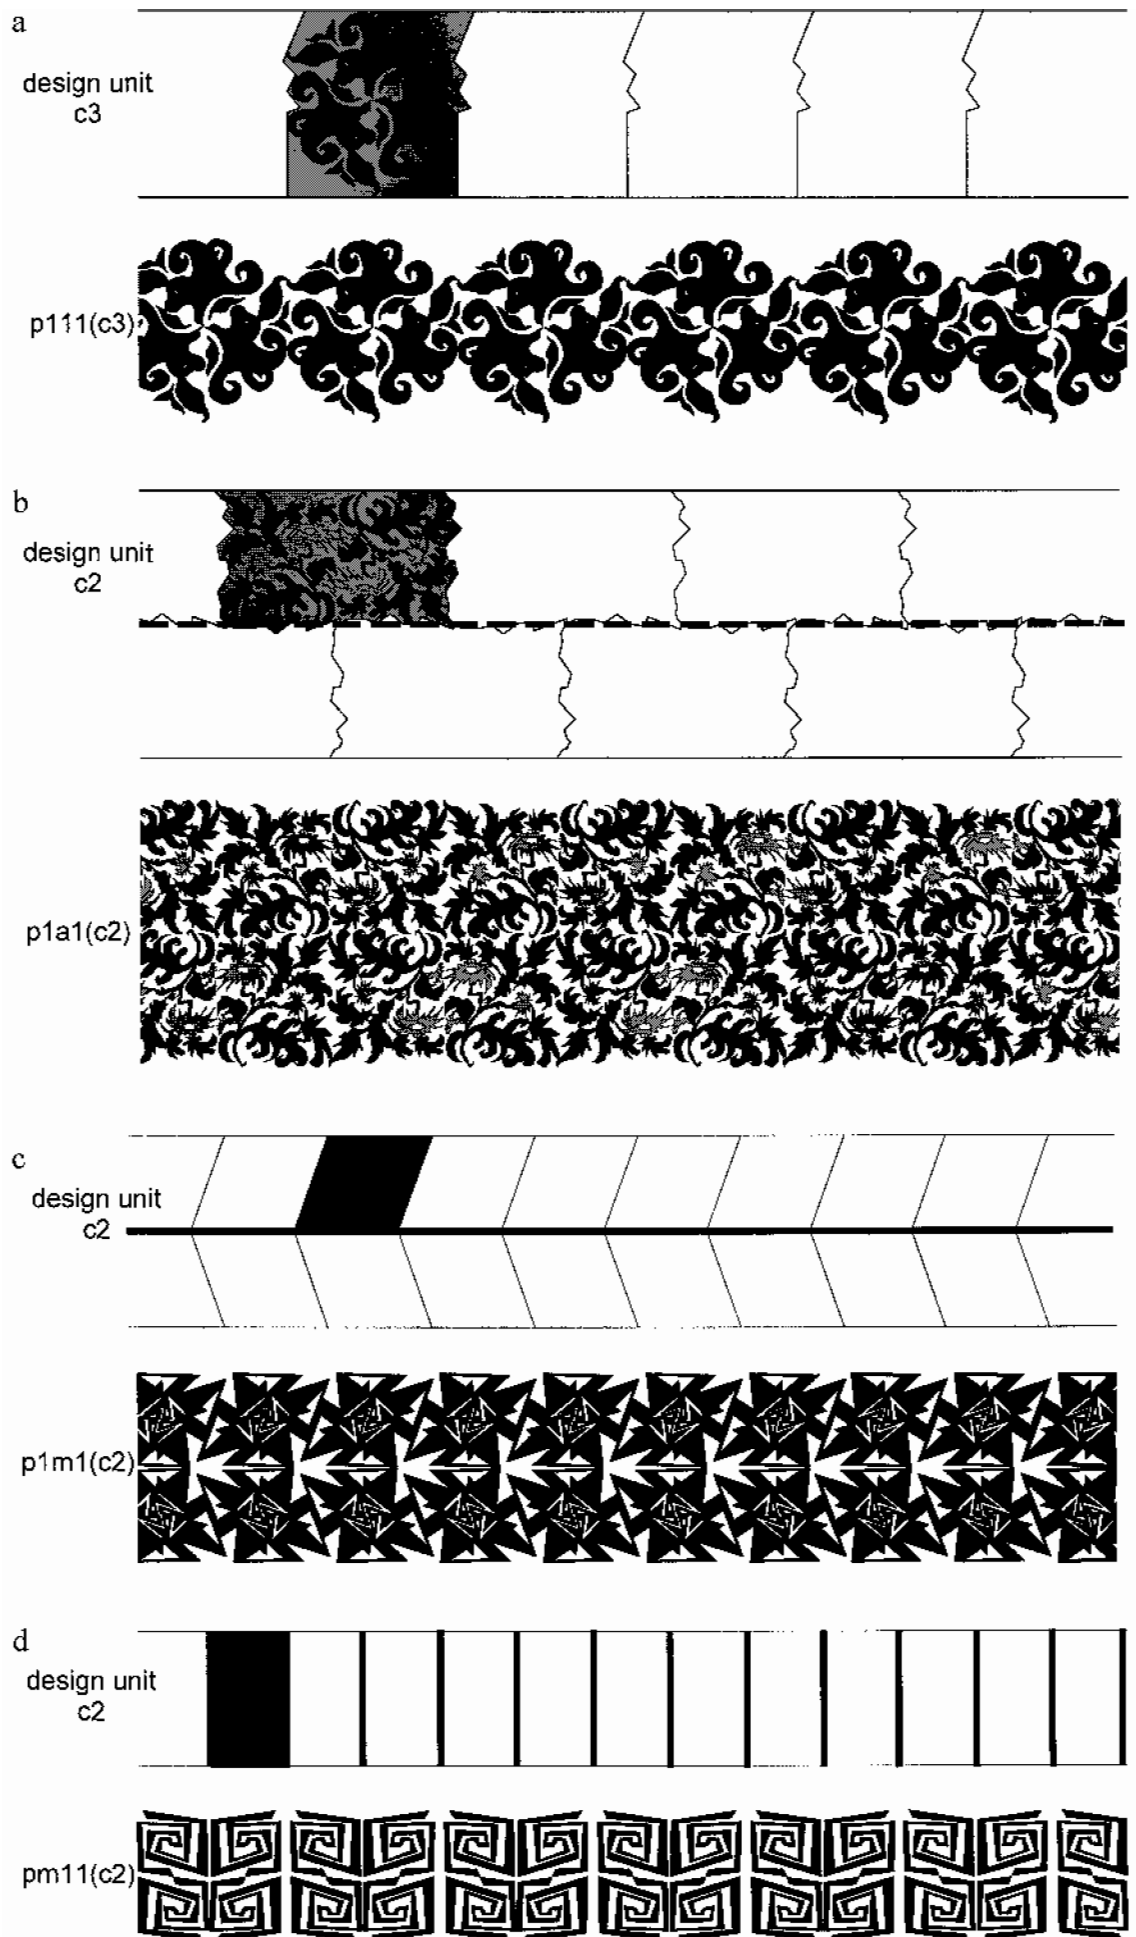 a
design unit
c3
p111(c3)
b
design unit
c2
p1a1(c2)
c
design unit
c2
p1m1(c2)
d
design unit
c2
pm11(c2)